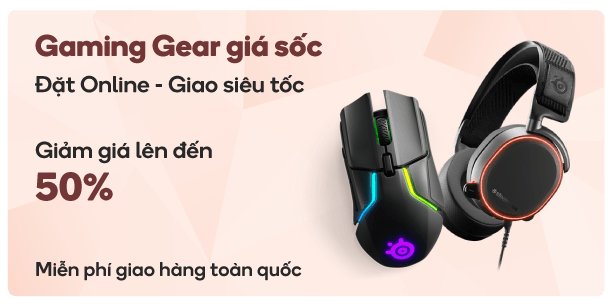 Gaming Gear giá sốc
Đặt Online - Giao siêu tốc
Giảm giá lên đến
50%
Miễn phí giao hàng toàn quốc